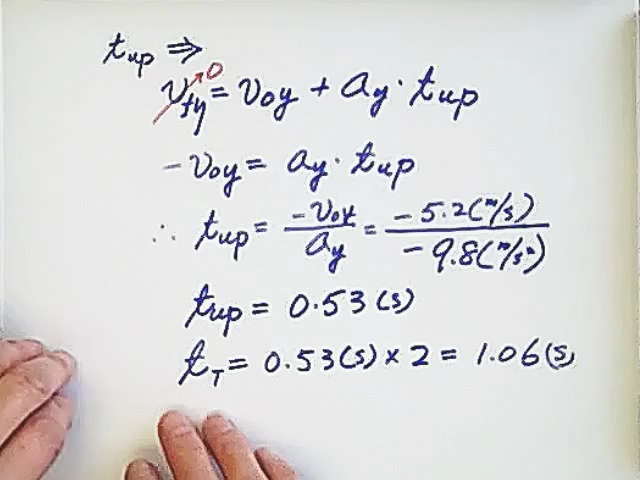 t_up ⇒
v_fy↗0 = v_oy + a_y · t_up
-v_oy = a_y · t_up
∴ t_up = -v_oy / a_y = -5.2 (m/s) / -9.8 (m/s²)
t_up = 0.53 (s)
t_T = 0.53 (s) × 2 = 1.06 (s)